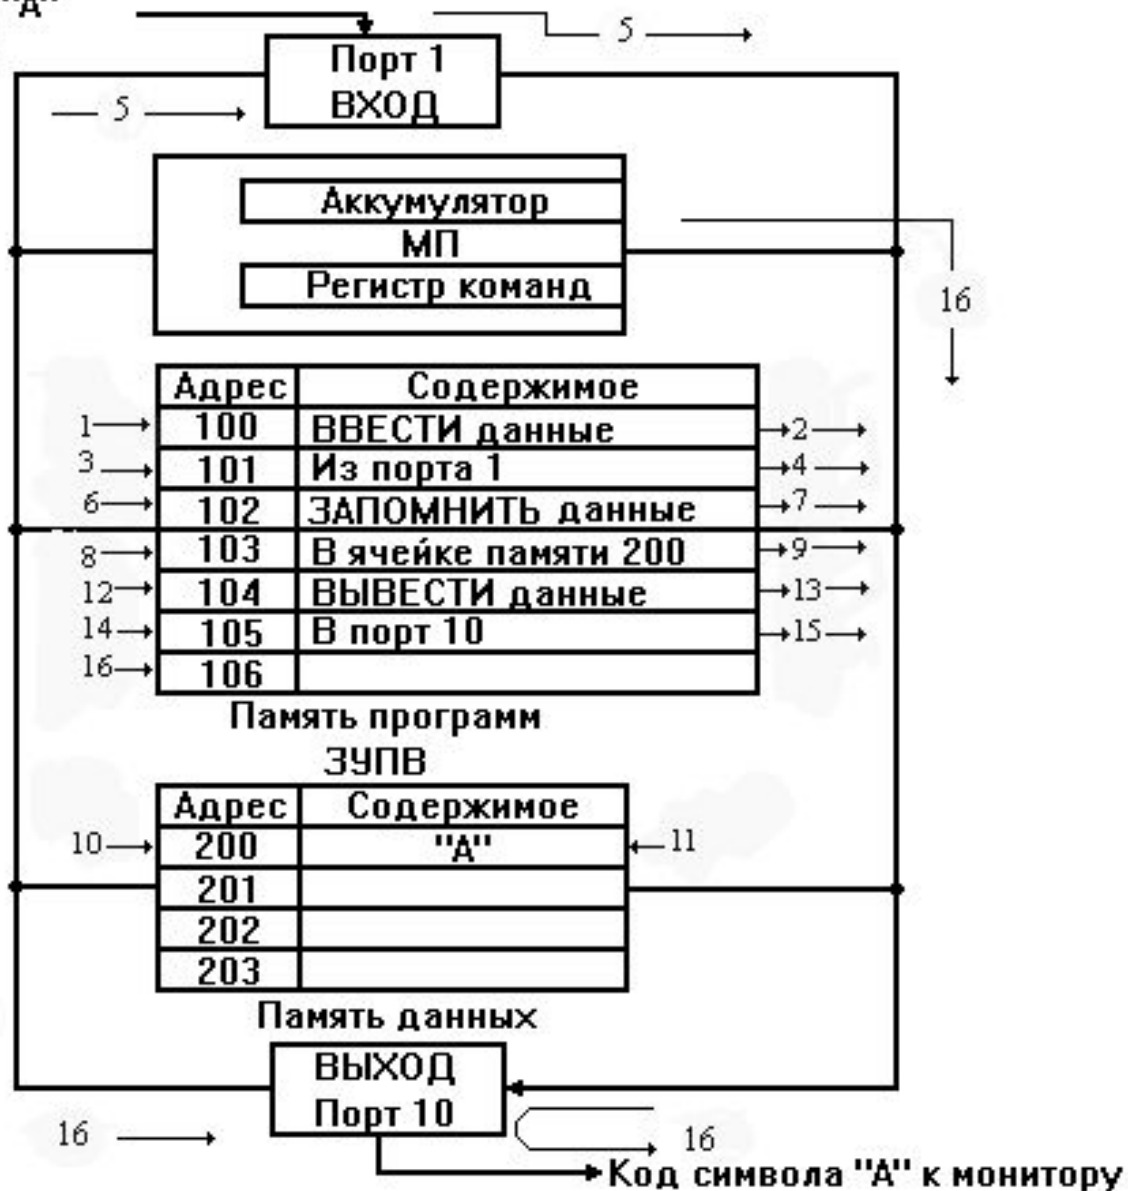 5
Порт 1
ВХОД
5
Аккумулятор
МП
Регистр команд
16
Адрес Содержимое
1 100 ВВЕСТИ данные 2
3 101 Из порта 1 4
6 102 ЗАПОМНИТЬ данные 7
8 103 В ячейке памяти 200 9
12 104 ВЫВЕСТИ данные 13
14 105 В порт 10 15
16 106
Память программ
ЗУПВ
Адрес Содержимое
10 200 "А" 11
201
202
203
Память данных
ВЫХОД
Порт 10
16
16
Код символа "А" к монитору